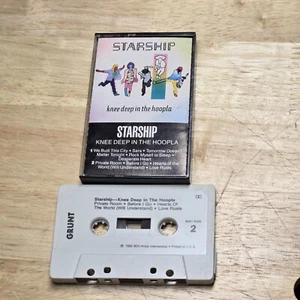 STARSHIP
knee deep in the hoopla
STARSHIP
KNEE DEEP IN THE HOOPLA
1 We Built This City • Sara • Tomorrow Doesn't
Matter Tonight • Rock Myself to Sleep •
Desperate Heart
2 Private Room • Before I Go • Hearts of the
World (Will Understand) • Love Rusts
Starship—Knee Deep In The Hoopla
Private Room • Before I Go • Hearts Of
The World (Will Understand) • Love Rusts
GRUNT
2